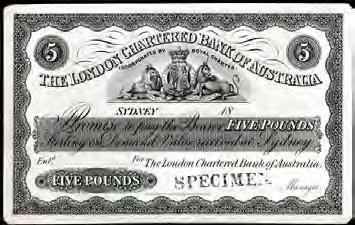 5 5
THE LONDON CHARTERED BANK OF AUSTRALIA
INCORPORATED BY ROYAL CHARTER
SYDNEY 18
Promise to pay the Bearer FIVE POUNDS
Sterling on Demand Value received at Sydney
For The London Chartered Bank of Australia.
Entd
FIVE POUNDS SPECIMEN
Manager